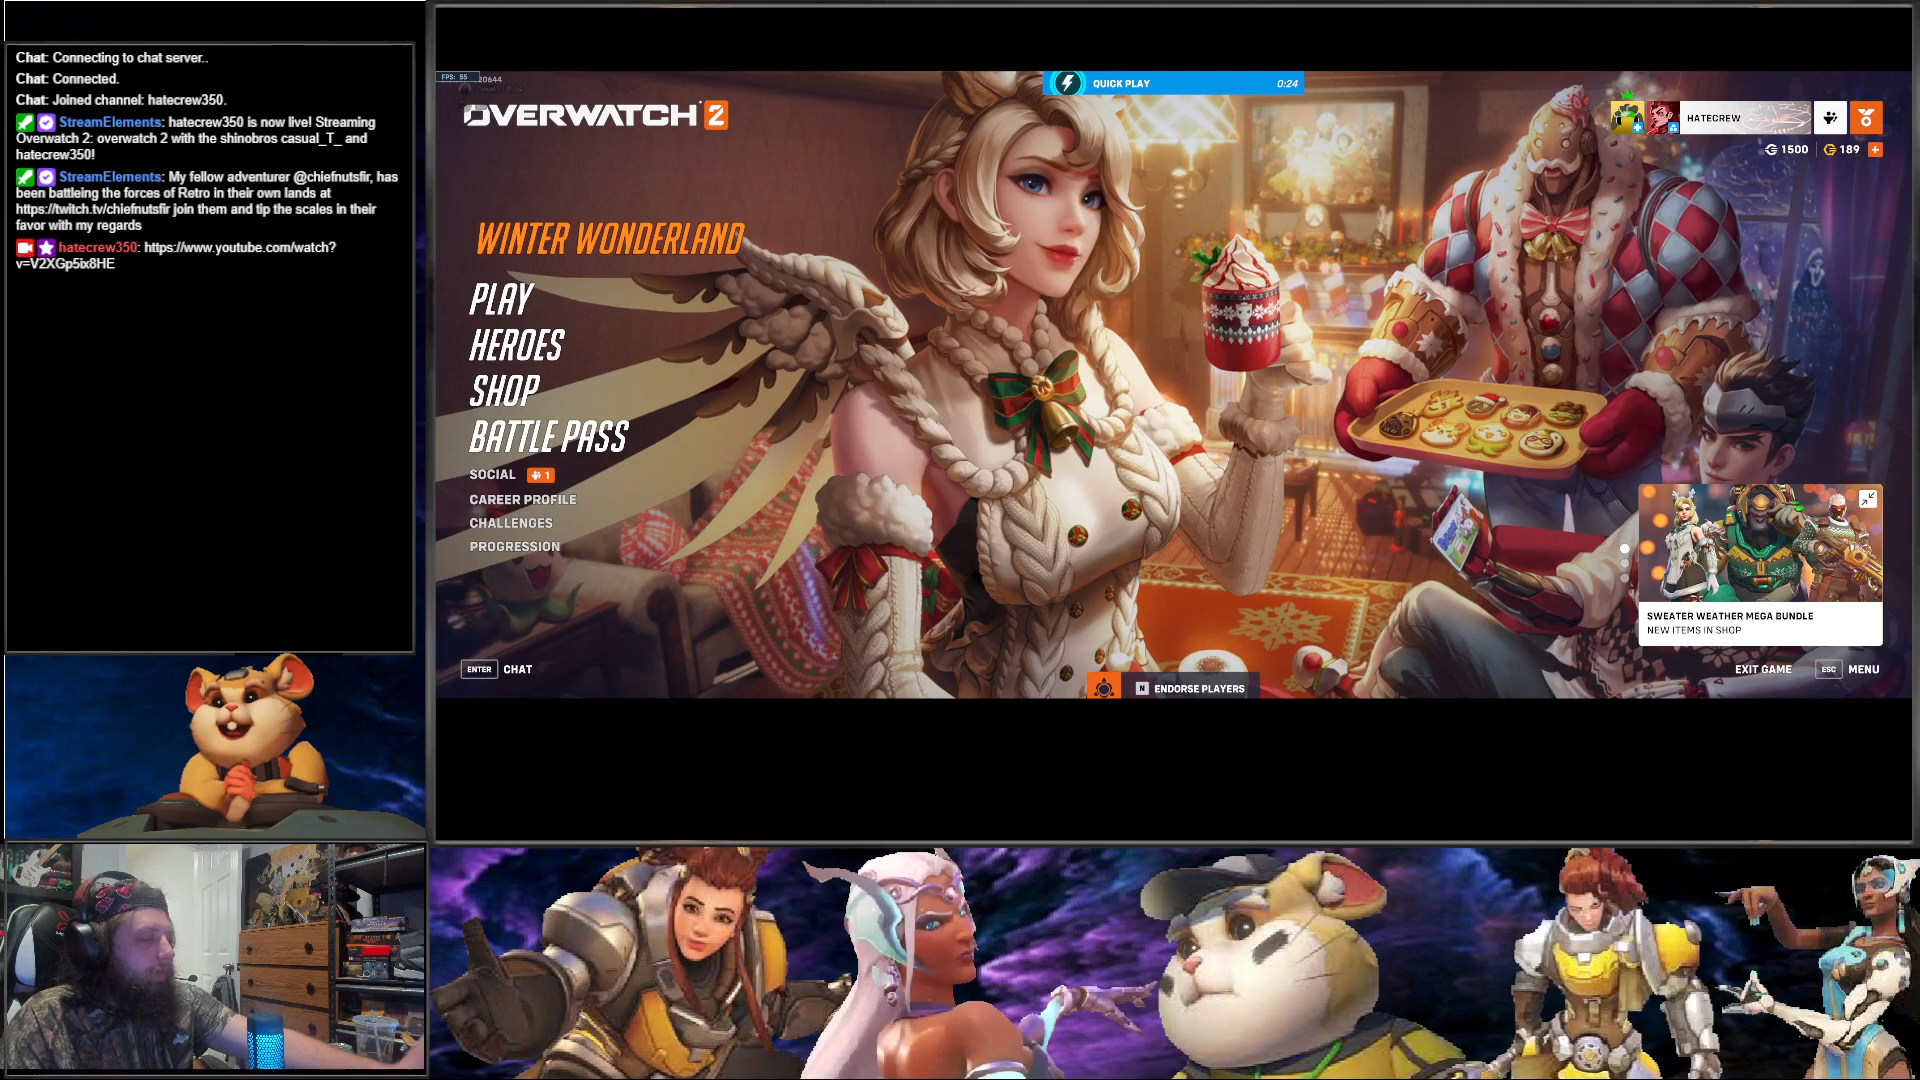 Chat: Connecting to chat server..
Chat: Connected.
Chat: Joined channel: hatecrew350.
StreamElements: hatecrew350 is now live! Streaming
Overwatch 2: overwatch 2 with the shinobros casual_T_ and
hatecrew350!
StreamElements: My fellow adventurer @chiefnutsfir, has
been battleing the forces of Retro in their own lands at
https://twitch.tv/chiefnutsfir join them and tip the scales in their
favor with my regards
hatecrew350: https://www.youtube.com/watch?
v=V2XGp5ix8HE
FPS: 55
20644
QUICK PLAY 0:24
OVERWATCH 2
HATECREW
1500 189
WINTER WONDERLAND
PLAY
HEROES
SHOP
BATTLE PASS
SOCIAL 1
CAREER PROFILE
CHALLENGES
PROGRESSION
SWEATER WEATHER MEGA BUNDLE
NEW ITEMS IN SHOP
ENTER CHAT
N ENDORSE PLAYERS
EXIT GAME ESC MENU